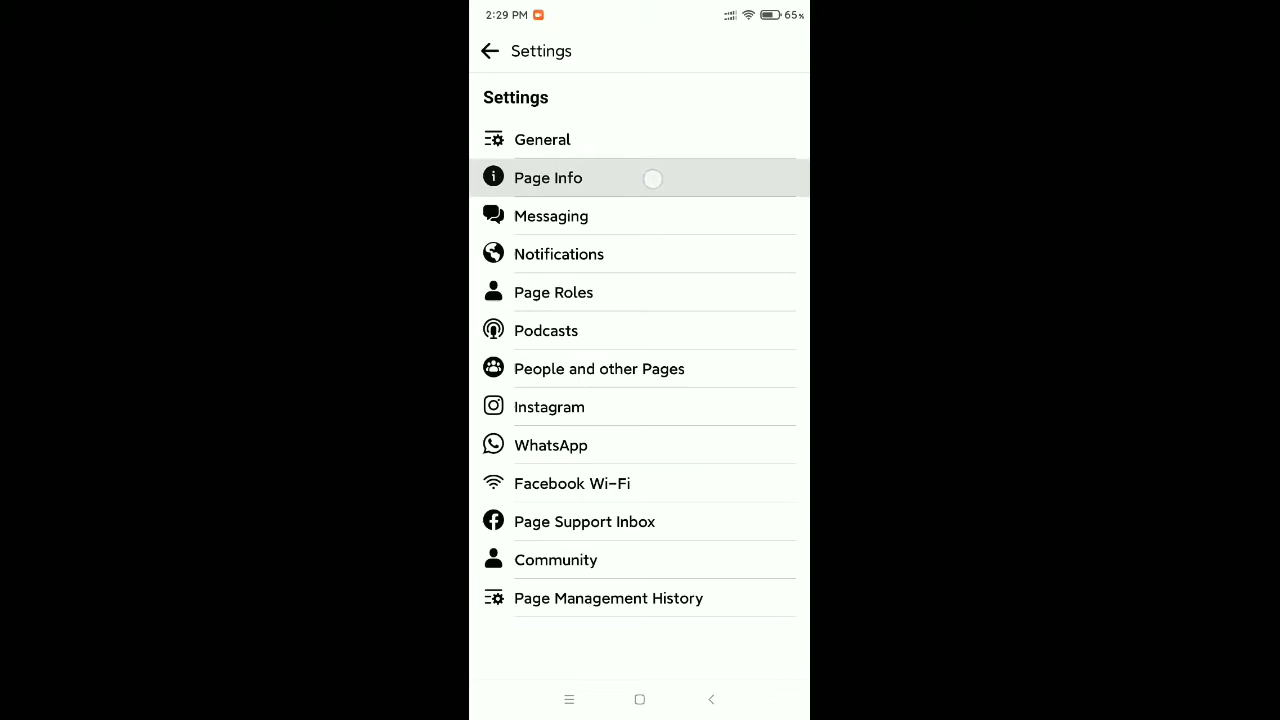 2:29 PM 65%
Settings
Settings
General
Page Info
Messaging
Notifications
Page Roles
Podcasts
People and other Pages
Instagram
WhatsApp
Facebook Wi-Fi
Page Support Inbox
Community
Page Management History